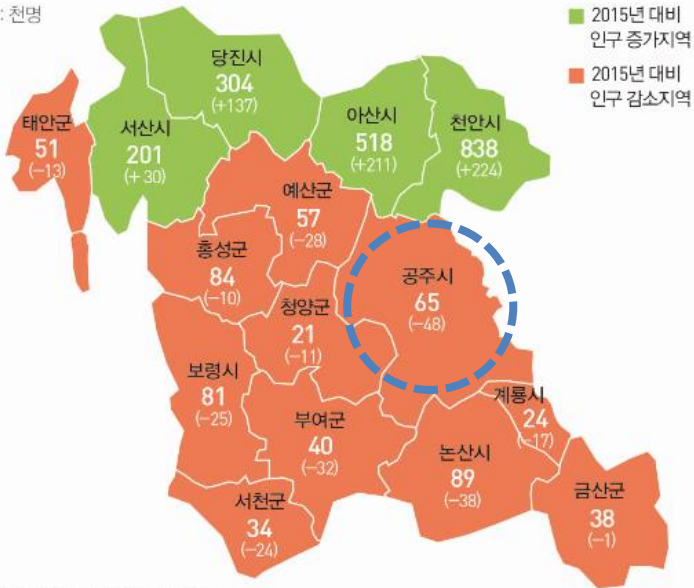 : 천명
2015년 대비
인구 증가지역
2015년 대비
인구 감소지역
당진시
304
(+137)
아산시
518
(+211)
천안시
838
(+224)
태안군
51
(−13)
서산시
201
(+30)
예산군
57
(−28)
홍성군
84
(−10)
공주시
65
(−48)
청양군
21
(−11)
보령시
81
(−25)
부여군
40
(−32)
계룡시
24
(−17)
논산시
89
(−38)
서천군
34
(−24)
금산군
38
(−1)